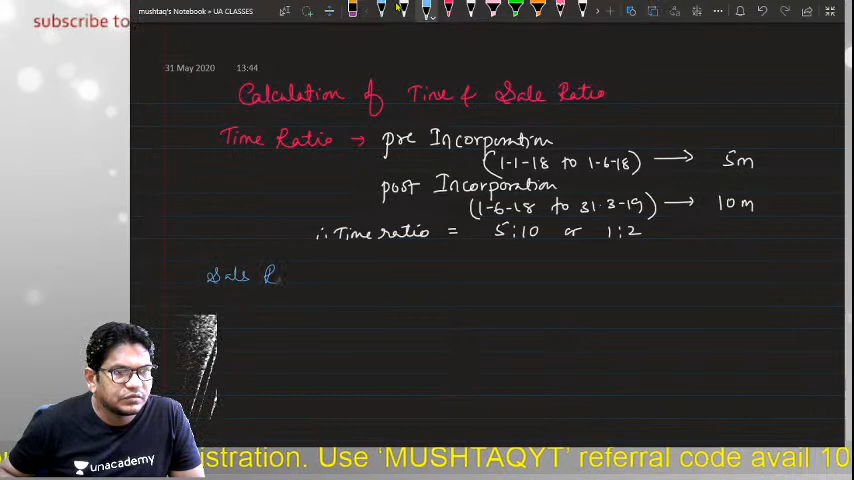 subscribe to
mushtaq's Notebook = UA CLASSES
31 May 2020 13:44
Calculation of Time & Sale Ratio
Time Ratio → pre Incorporation
(1-1-18 to 1-6-18) → 5m
post Incorporation
(1-6-18 to 31.3-19) → 10m
∴ Time ratio = 5:10 or 1:2
Sale R
unacademy
istration. Use ‘MUSHTAQYT’ referral code avail 10